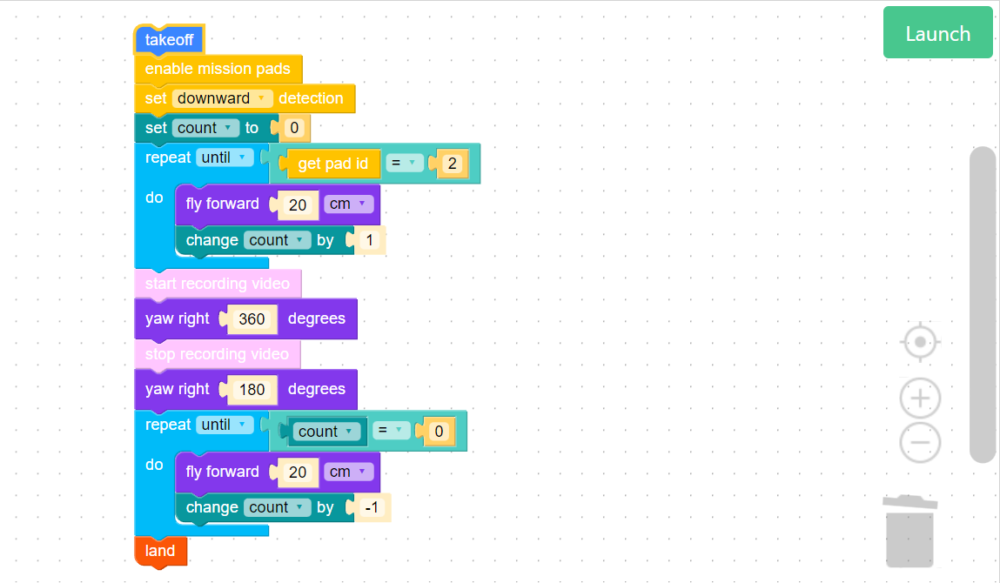 takeoff
Launch
enable mission pads
set downward detection
set count to 0
repeat until get pad id = 2
do
fly forward 20 cm
change count by 1
start recording video
yaw right 360 degrees
stop recording video
yaw right 180 degrees
repeat until count = 0
do
fly forward 20 cm
change count by -1
land